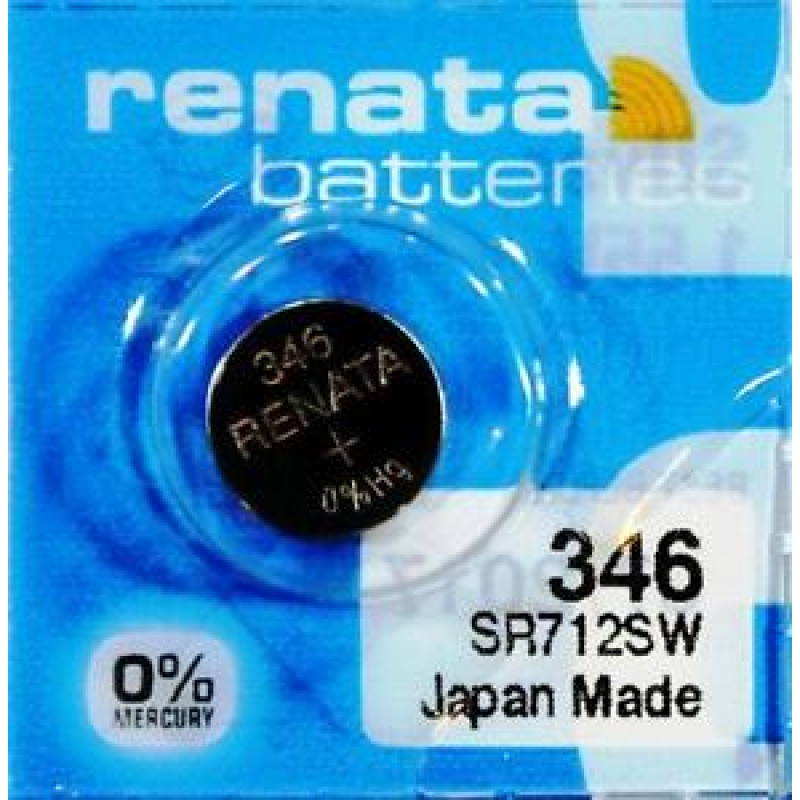 renata
batteries
346
RENATA
+
0%Hg
346
SR712SW
Japan Made
0%
MERCURY